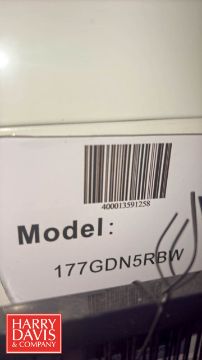 400013591258
Model:
177GDN5RBW
HARRY
DAVIS
& COMPANY